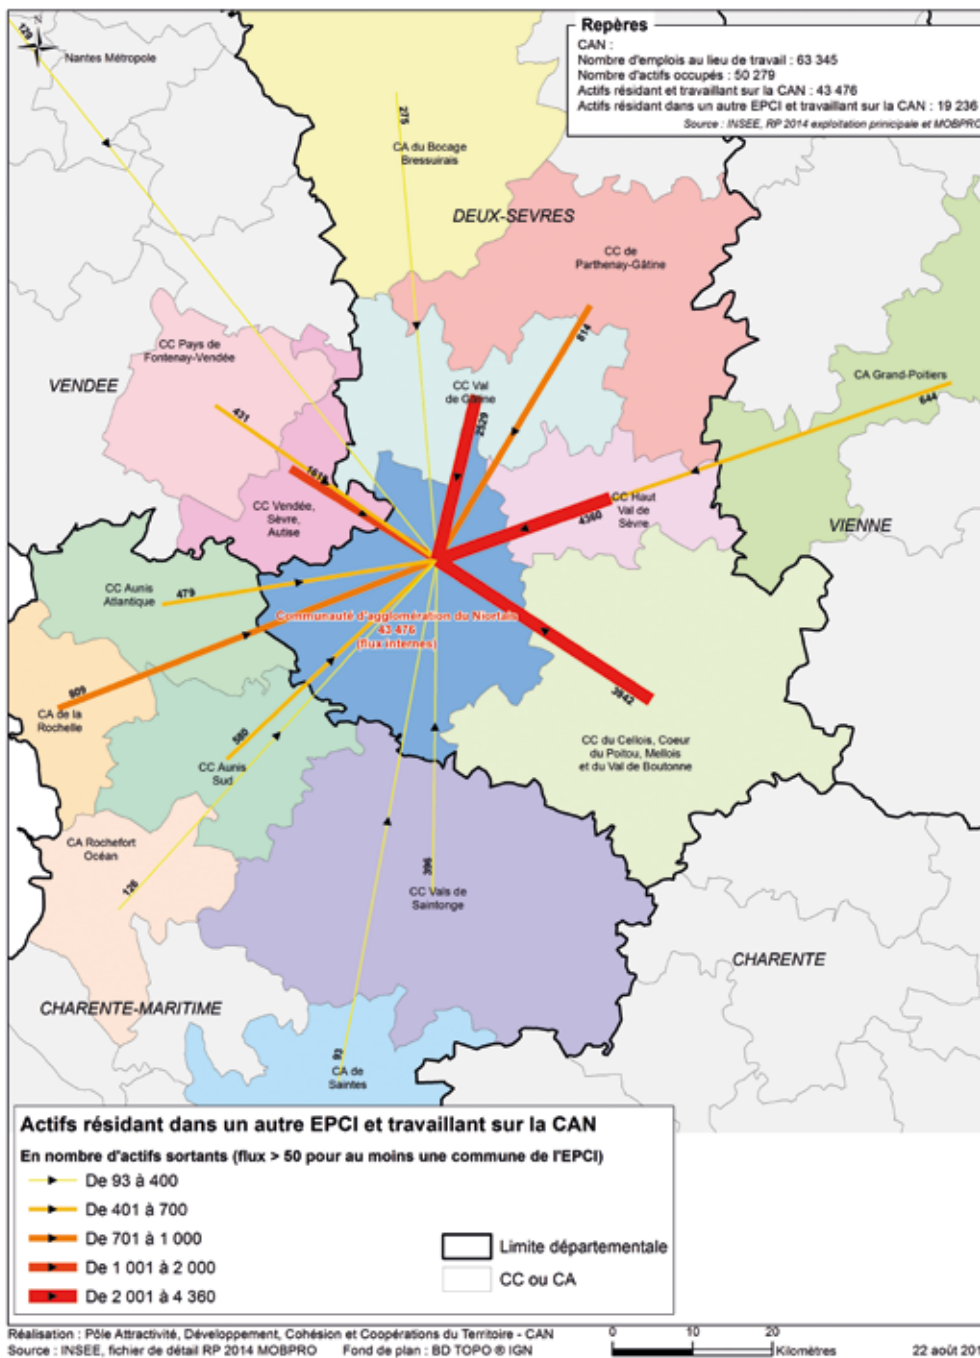 Repères
CAN :
Nombre d'emplois au lieu de travail : 63 345
Nombre d'actifs occupés : 50 279
Actifs résidant et travaillant sur la CAN : 43 476
Actifs résidant dans un autre EPCI et travaillant sur la CAN : 19 236
Source : INSEE, RP 2014 exploitation prinicipale et MOBPRO
N
129
Nantes Métropole
275
CA du Bocage
Bressuirais
DEUX-SEVRES
CC de
Parthenay-Gâtine
814
CC Pays de
Fontenay-Vendée
VENDEE
CC Val
de Gâtine
2529
CA Grand-Poitiers
644
431
CC Vendée,
Sèvre,
Autise
CC Haut
Val de
Sèvre
4360
VIENNE
CC Aunis
Atlantique
479
Communauté d'agglomération du Niortais
43 476
(flux internes)
809
CA de la
Rochelle
3942
580
CC Aunis
Sud
CC du Cellois, Coeur
du Poitou, Mellois
et du Val de Boutonne
CA Rochefort
Océan
126
396
CC Vals de
Saintonge
CHARENTE
CHARENTE-MARITIME
93
CA de
Saintes
Actifs résidant dans un autre EPCI et travaillant sur la CAN
En nombre d'actifs sortants (flux > 50 pour au moins une commune de l'EPCI)
De 93 à 400
De 401 à 700
De 701 à 1 000
De 1 001 à 2 000
De 2 001 à 4 360
Limite départementale
CC ou CA
Réalisation : Pôle Attractivité, Développement, Cohésion et Coopérations du Territoire - CAN
Source : INSEE, fichier de détail RP 2014 MOBPRO Fond de plan : BD TOPO ® IGN
0 10 20
Kilomètres
22 août